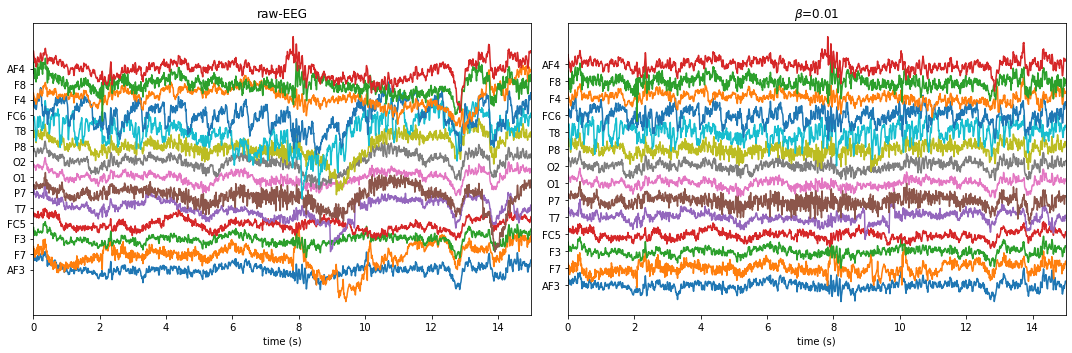 raw-EEG
AF4
F8
F4
FC6
T8
P8
O2
O1
P7
T7
FC5
F3
F7
AF3
0 2 4 6 8 10 12 14
time (s)
β=0.01
AF4
F8
F4
FC6
T8
P8
O2
O1
P7
T7
FC5
F3
F7
AF3
0 2 4 6 8 10 12 14
time (s)